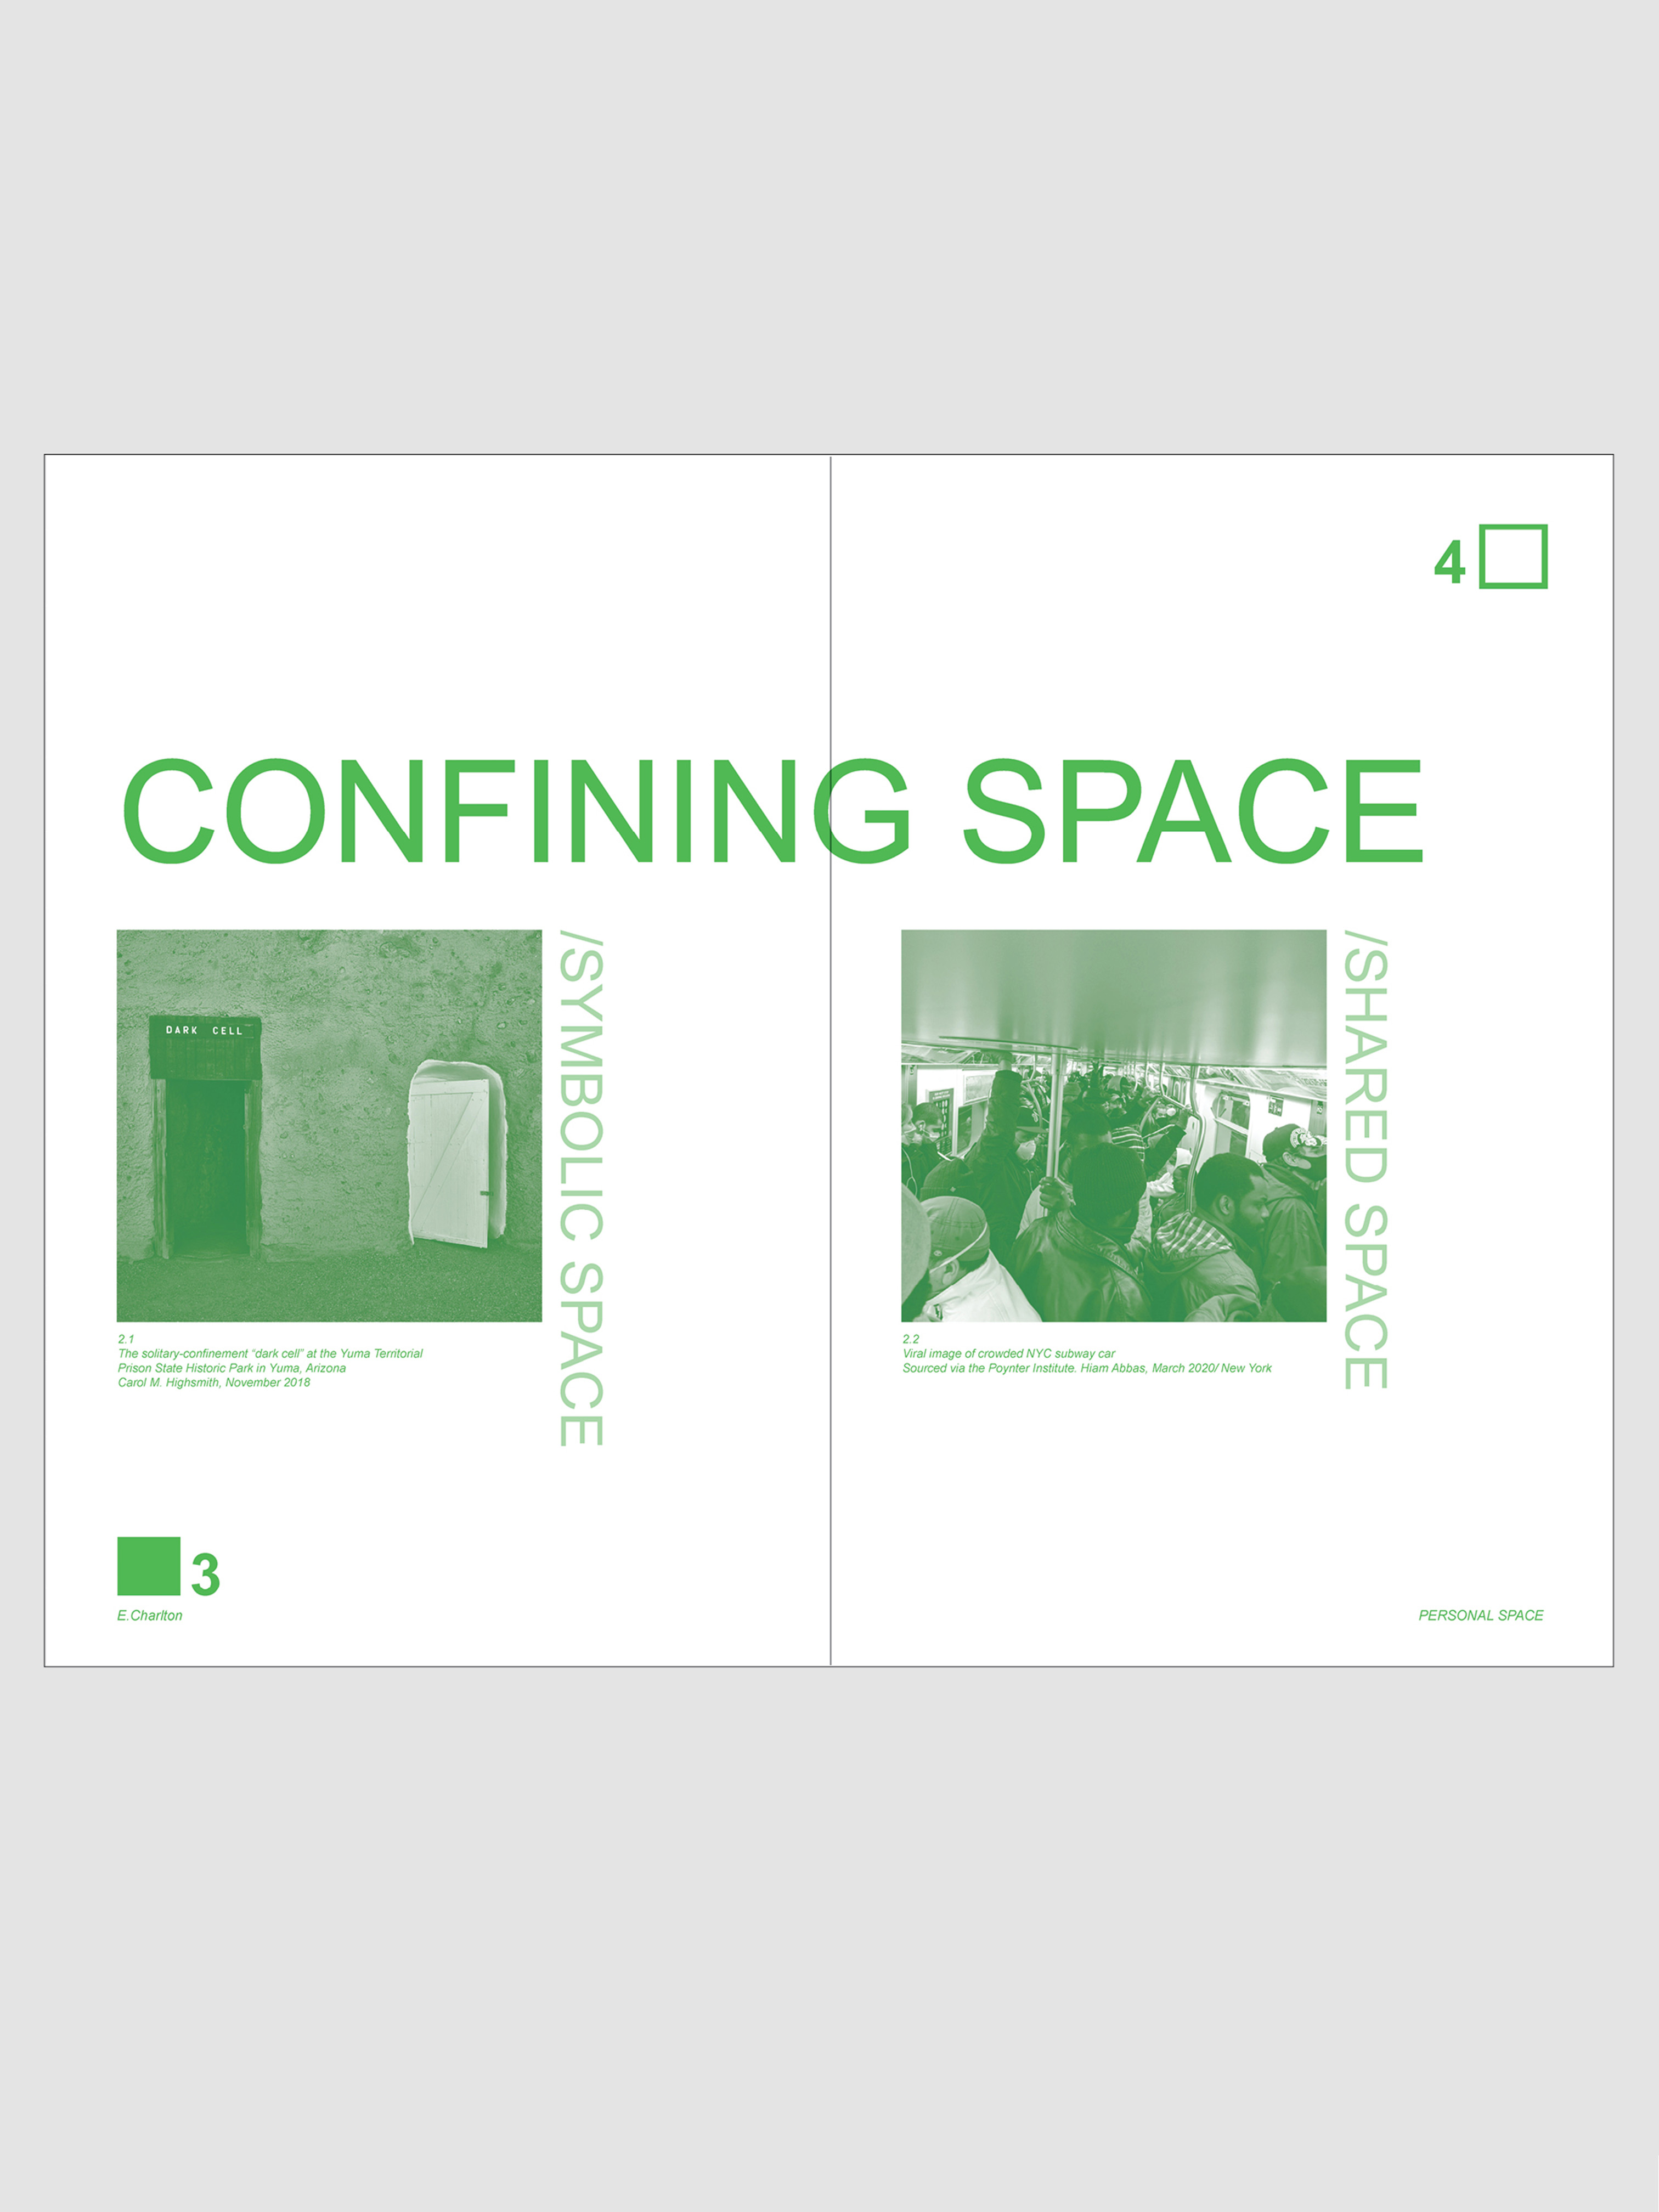 4
CONFINING SPACE
DARK CELL
/SYMBOLIC SPACE
2.1
The solitary-confinement “dark cell” at the Yuma Territorial
Prison State Historic Park in Yuma, Arizona
Carol M. Highsmith, November 2018
/SHARED SPACE
2.2
Viral image of crowded NYC subway car
Sourced via the Poynter Institute. Hiam Abbas, March 2020/ New York
3
E.Charlton
PERSONAL SPACE